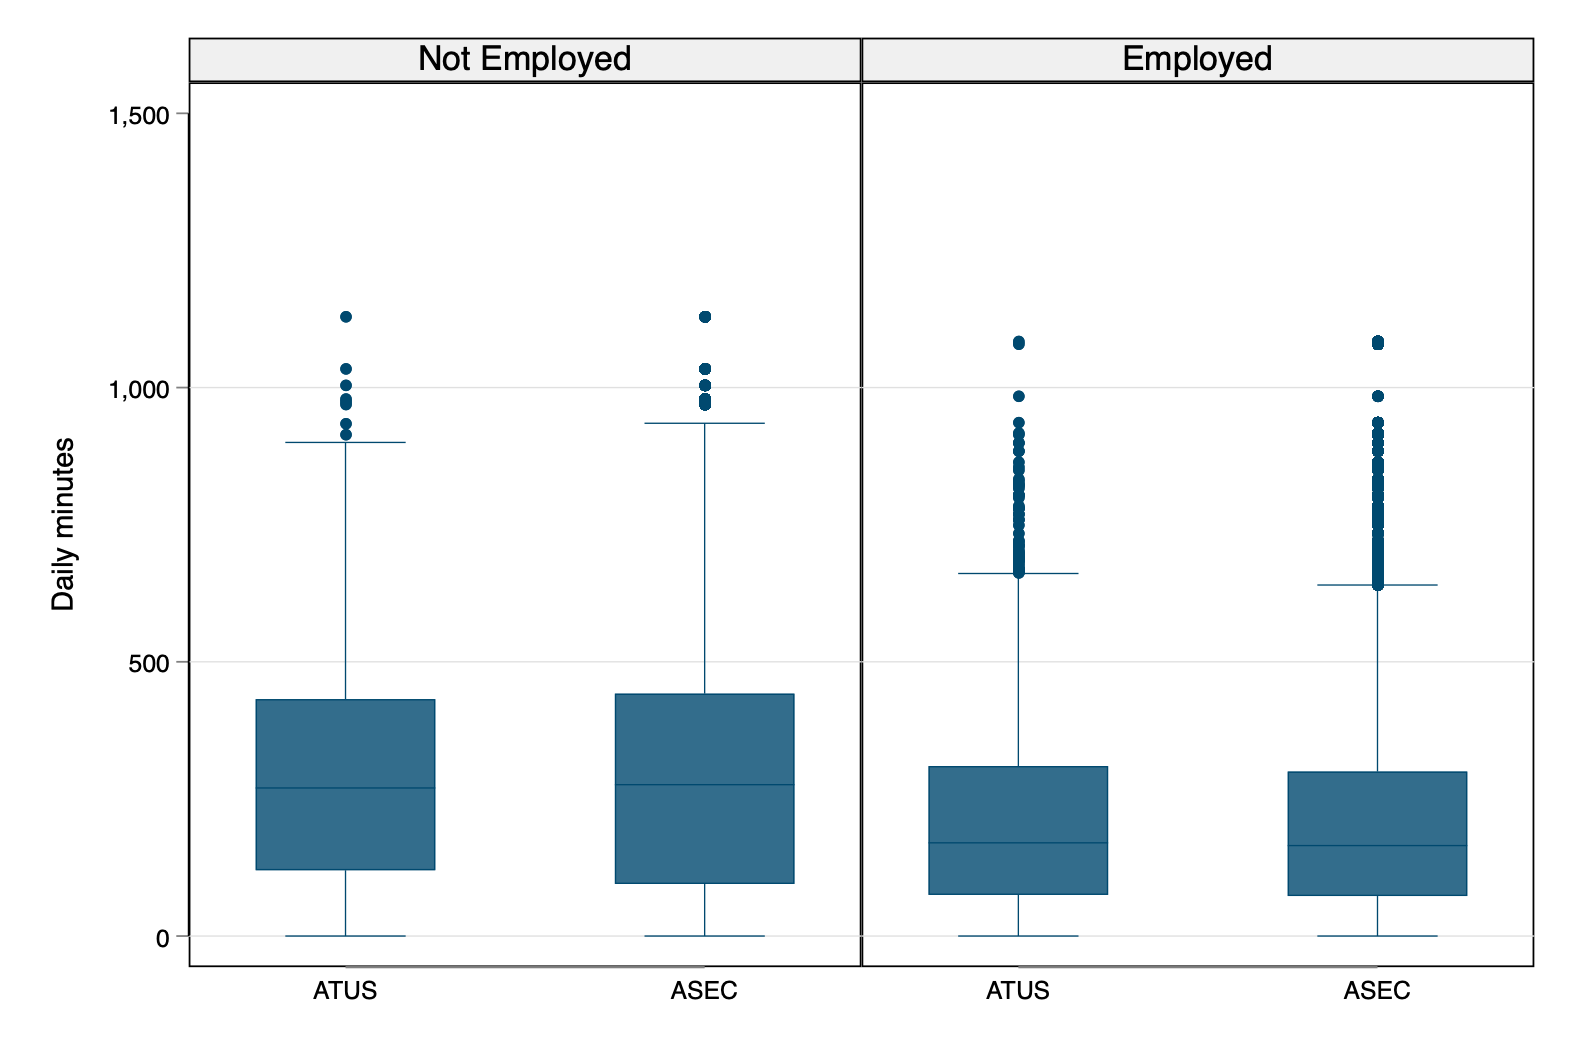 Not Employed
Employed
1,500
1,000
500
0
Daily minutes
ATUS
ASEC
ATUS
ASEC